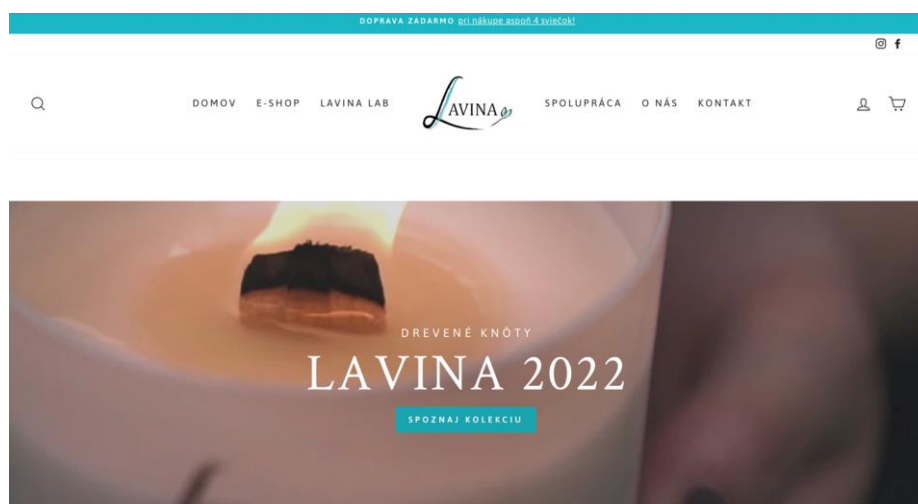 DOPRAVA ZADARMO pri nákupe aspoň 4 sviečok!
DOMOV E-SHOP LAVINA LAB LAVINA SPOLUPRÁCA O NÁS KONTAKT
DREVENÉ KNÔTY
LAVINA 2022
SPOZNAJ KOLEKCIU